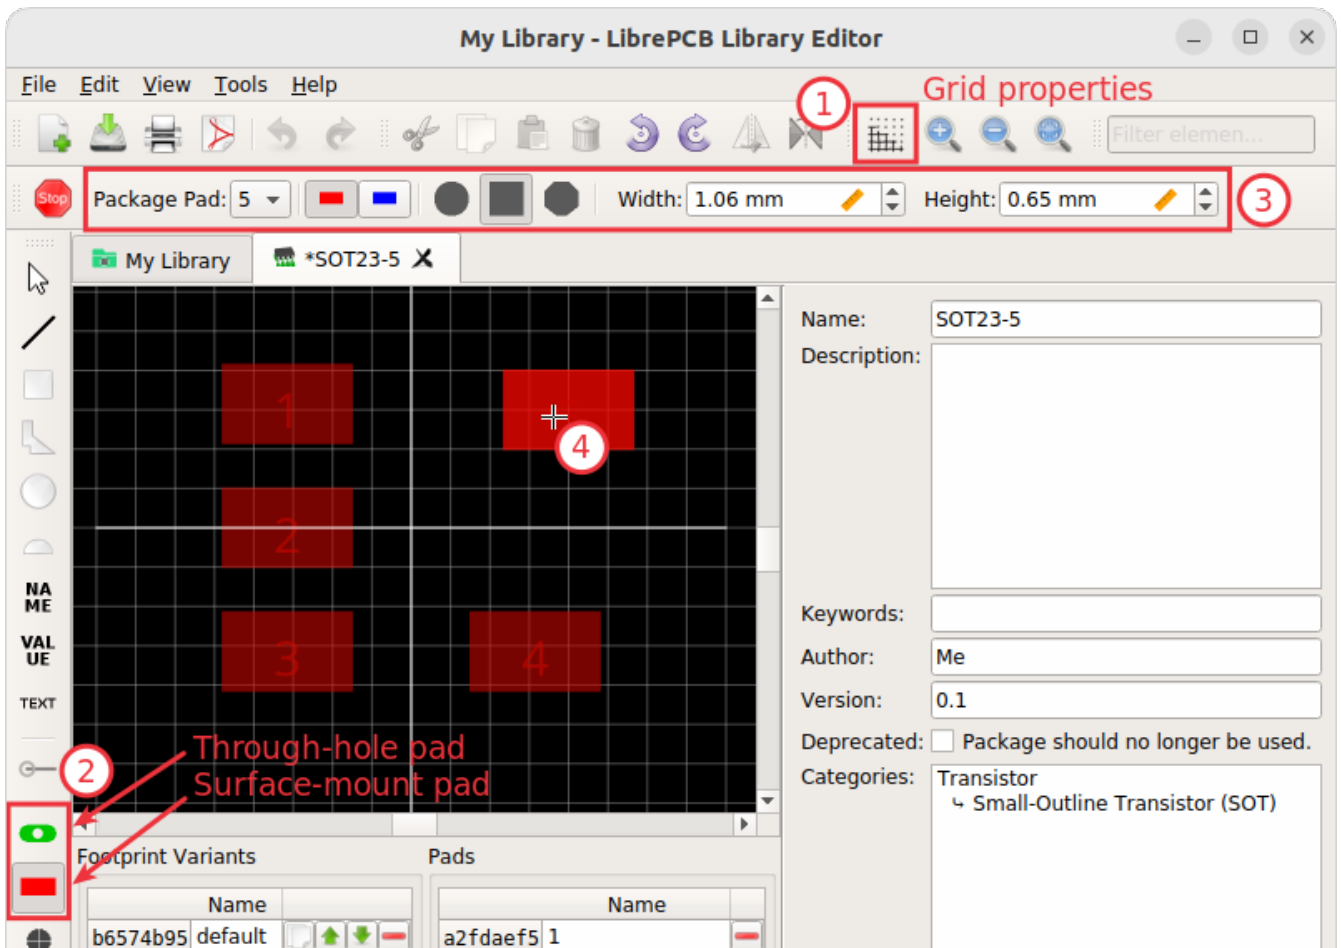 My Library - LibrePCB Library Editor
File Edit View Tools Help
1 Grid properties
Filter elemen...
Stop Package Pad: 5 Width: 1.06 mm Height: 0.65 mm 3
My Library *SOT23-5
Name: SOT23-5
Description:
1
4
2
3 4
NA
ME
VAL
UE
TEXT
Keywords:
Author: Me
Version: 0.1
Deprecated: Package should no longer be used.
Categories: Transistor
↳ Small-Outline Transistor (SOT)
2 Through-hole pad
Surface-mount pad
Footprint Variants Pads
Name Name
b6574b95 default a2fdaef5 1